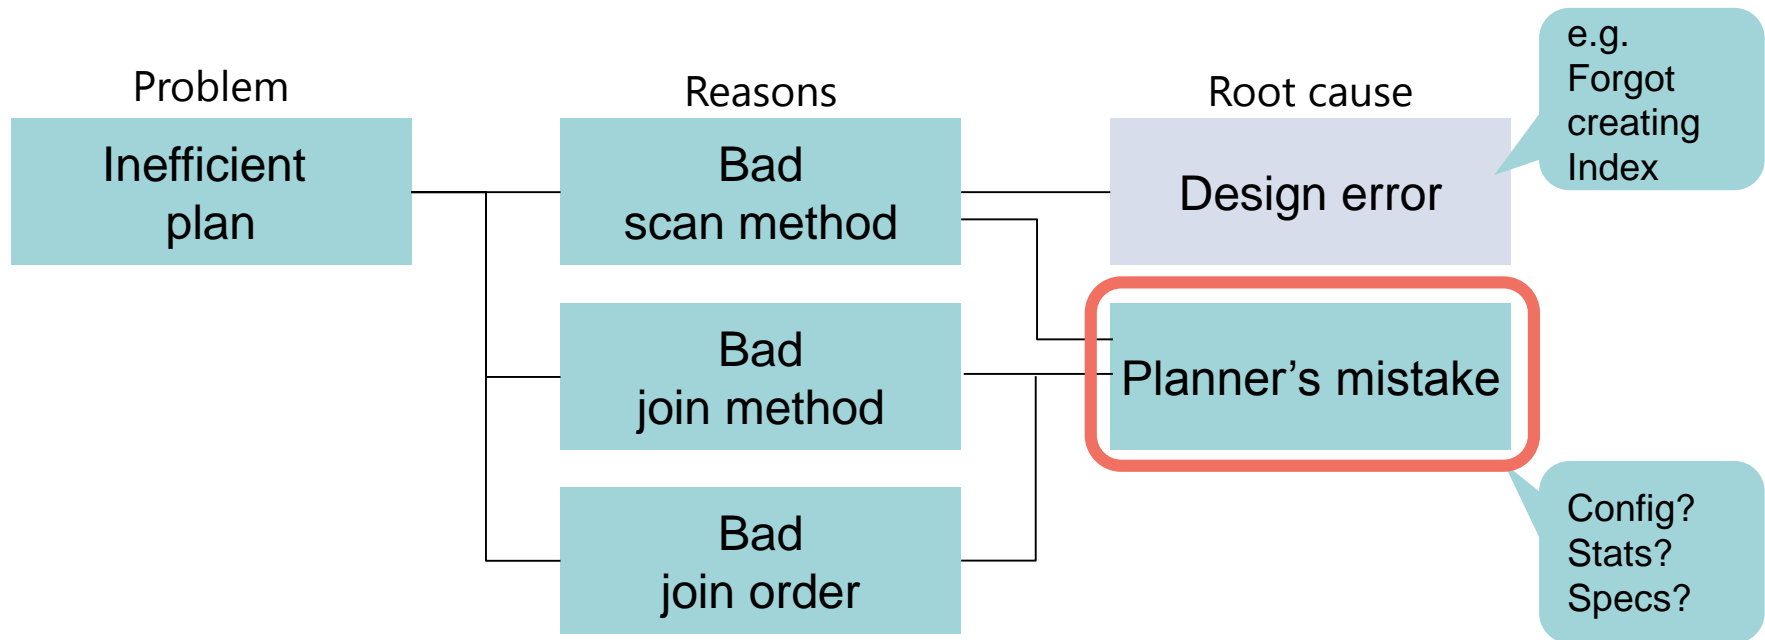 Problem
Inefficient
plan
Reasons
Bad
scan method
Bad
join method
Bad
join order
Root cause
Design error
Planner’s mistake
e.g.
Forgot
creating
Index
Config?
Stats?
Specs?